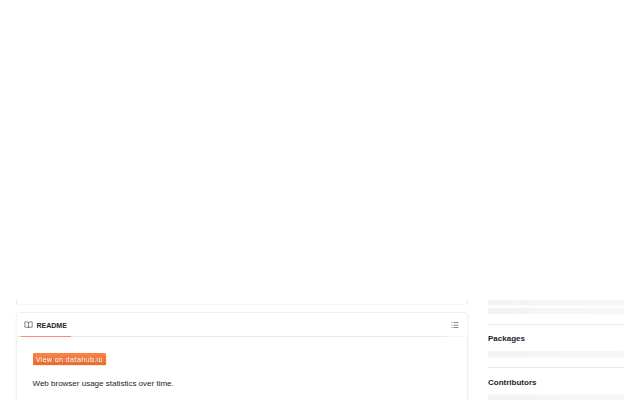 README
View on datahub.io
Web browser usage statistics over time.
Packages
Contributors